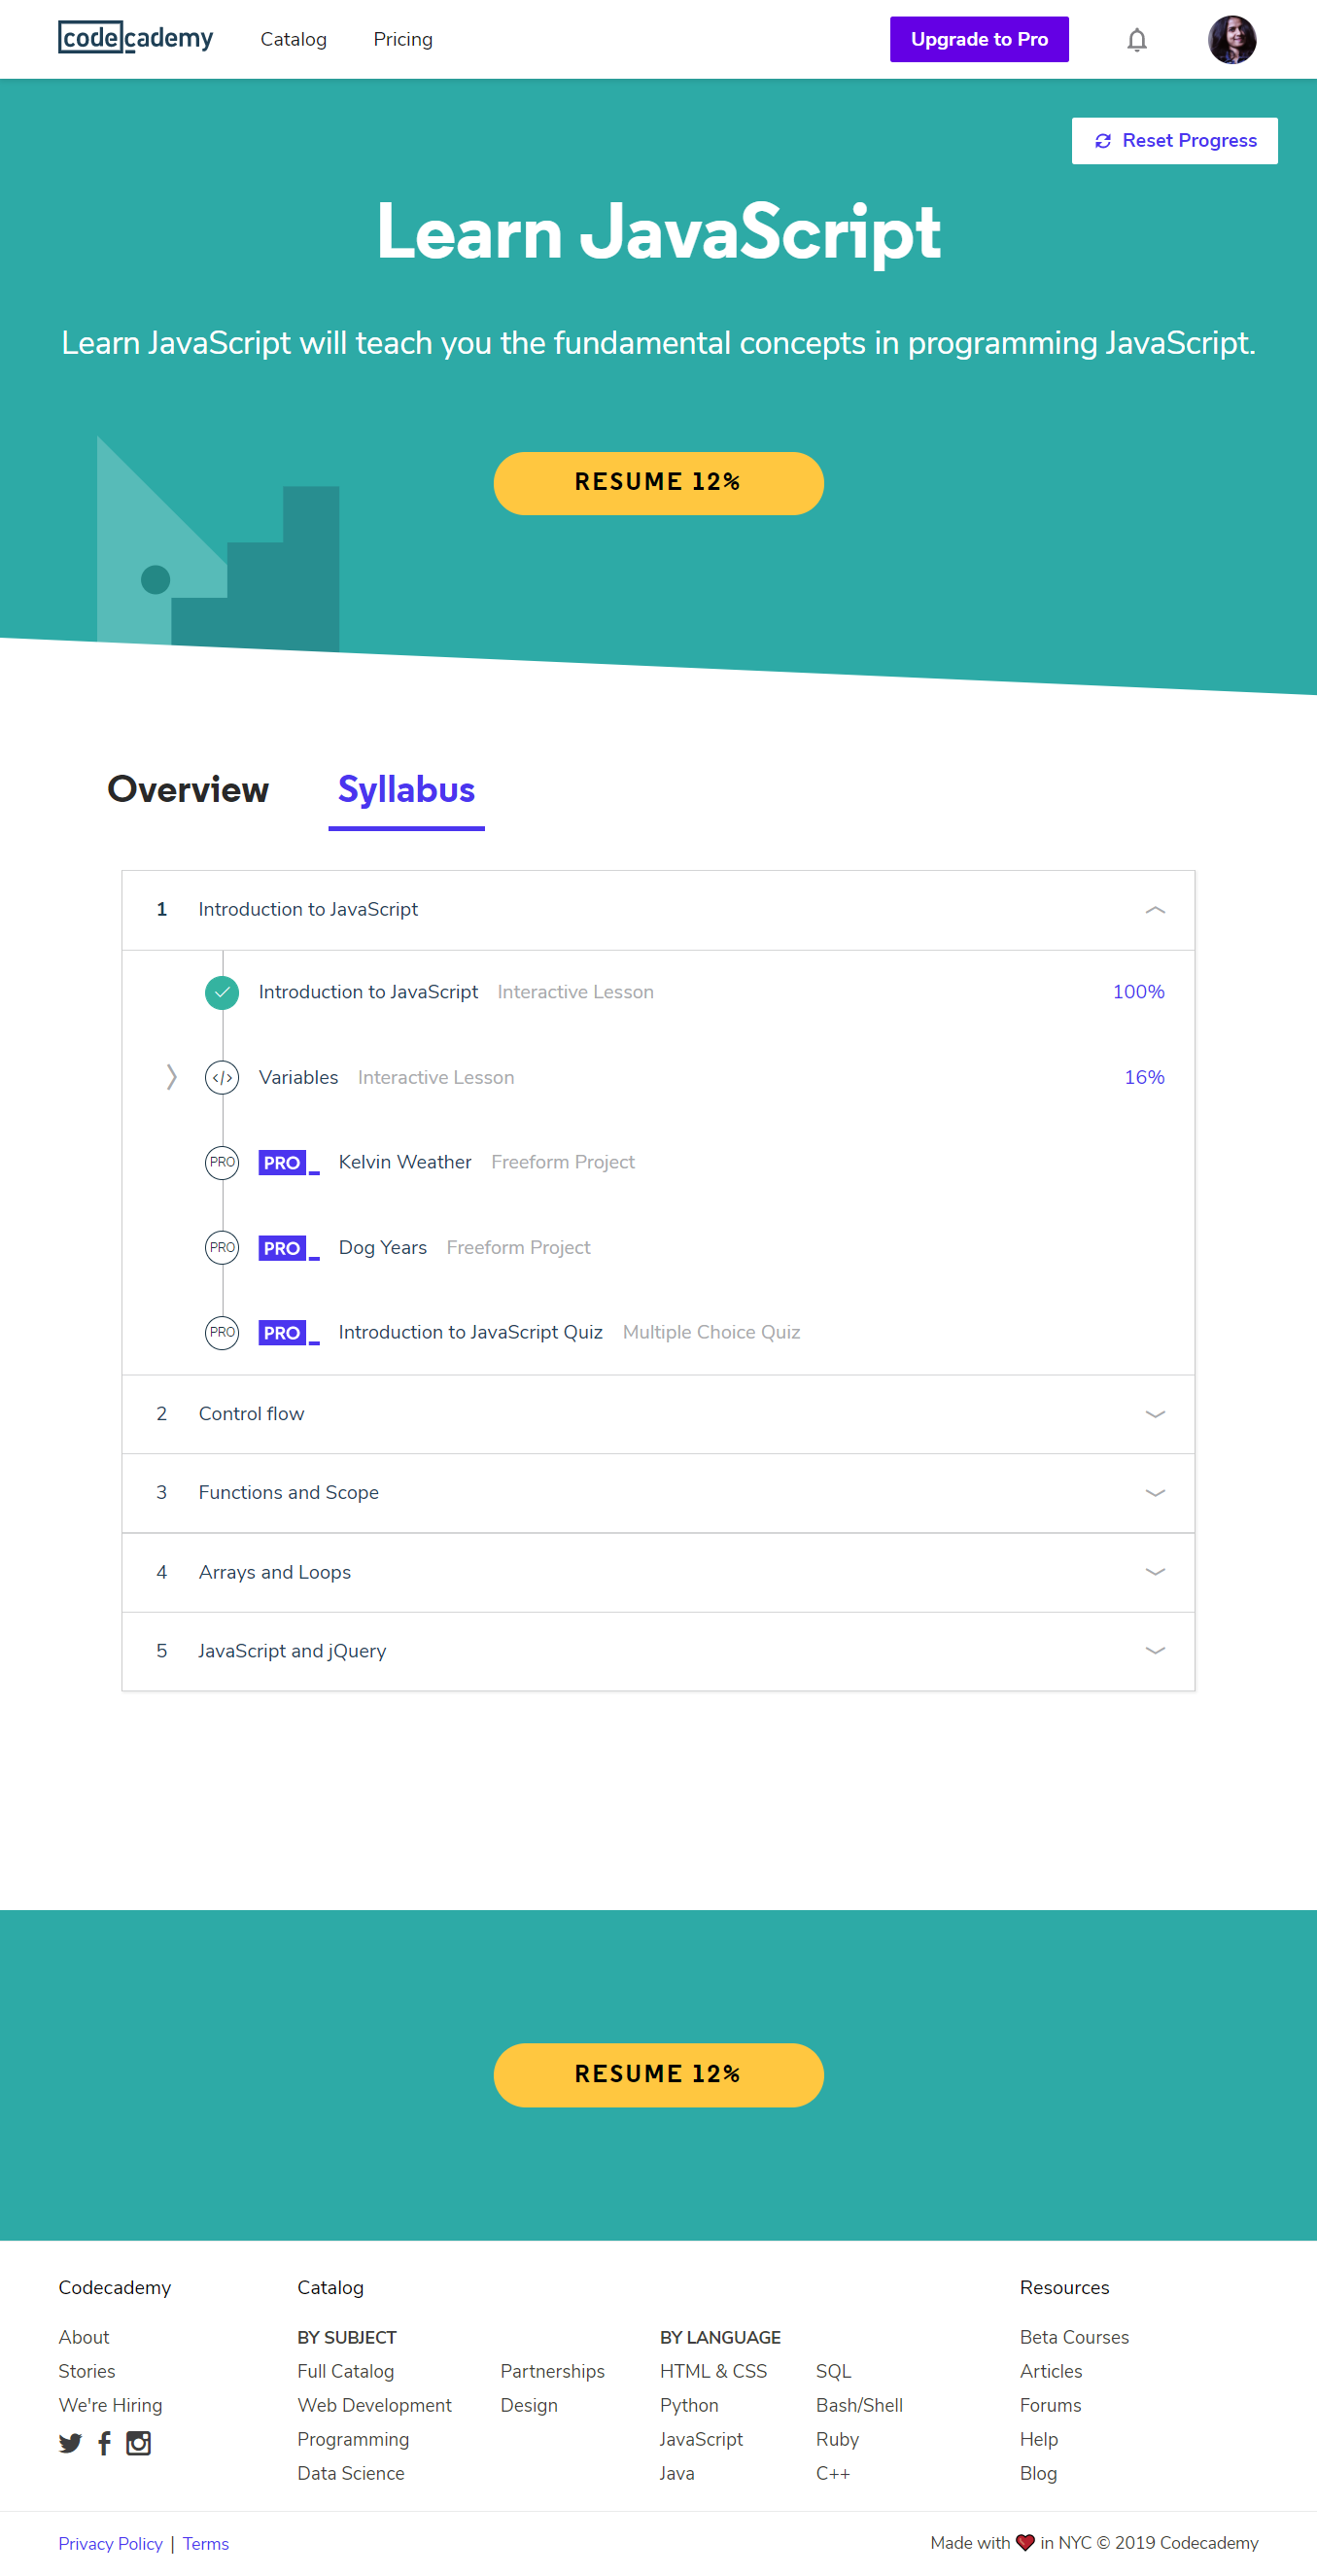 codecademy Catalog Pricing Upgrade to Pro
Reset Progress
Learn JavaScript
Learn JavaScript will teach you the fundamental concepts in programming JavaScript.
RESUME 12%
Overview Syllabus
1 Introduction to JavaScript
Introduction to JavaScript Interactive Lesson 100%
</> Variables Interactive Lesson 16%
PRO PRO_ Kelvin Weather Freeform Project
PRO PRO_ Dog Years Freeform Project
PRO PRO_ Introduction to JavaScript Quiz Multiple Choice Quiz
2 Control flow
3 Functions and Scope
4 Arrays and Loops
5 JavaScript and jQuery
RESUME 12%
Codecademy Catalog Resources
About BY SUBJECT BY LANGUAGE Beta Courses
Stories Full Catalog Partnerships HTML & CSS SQL Articles
We're Hiring Web Development Design Python Bash/Shell Forums
Programming JavaScript Ruby Help
Data Science Java C++ Blog
Privacy Policy | Terms Made with ❤️ in NYC © 2019 Codecademy